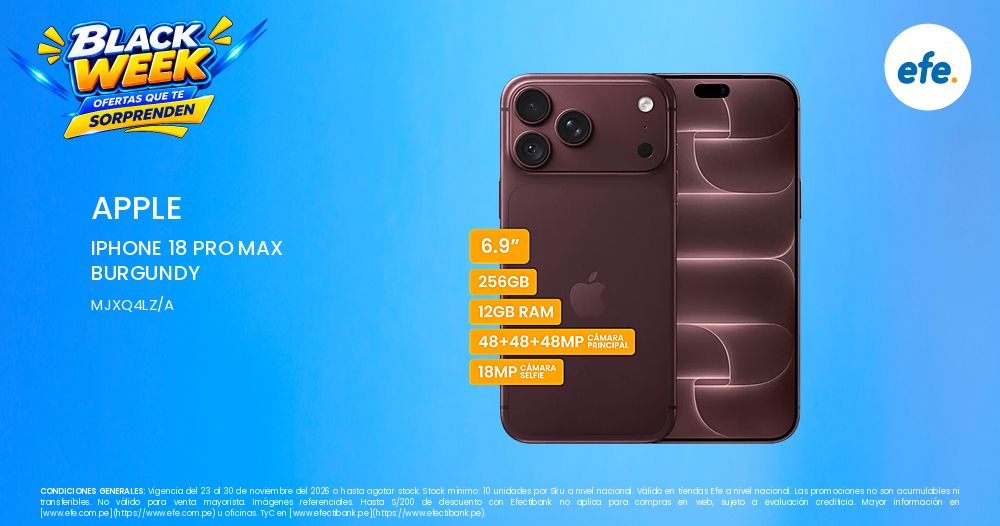 BLACK
WEEK
OFERTAS QUE TE
SORPRENDEN
efe.
APPLE
IPHONE 18 PRO MAX
BURGUNDY
MJXQ4LZ/A
6.9”
256GB
12GB RAM
48+48+48MP CÁMARA PRINCIPAL
18MP CÁMARA SELFIE
CONDICIONES GENERALES: Vigencia del 23 al 30 de noviembre del 2026 o hasta agotar stock. Stock minimo: 10 unidades por Sku a nivel nacional. Válido en tiendas Efe a nivel nacional. Las promociones no son acumulables ni
transferibles. No válido para venta mayorista. Imágenes referenciales. Hasta S/200 de descuento con Efectibank no aplica para compras en web, sujeto a evaluación crediticia. Mayor información en
[www.efe.com.pe](https://www.efe.com.pe) u oficinas. TyC en [www.efectibank.pe](https://www.efectibank.pe).